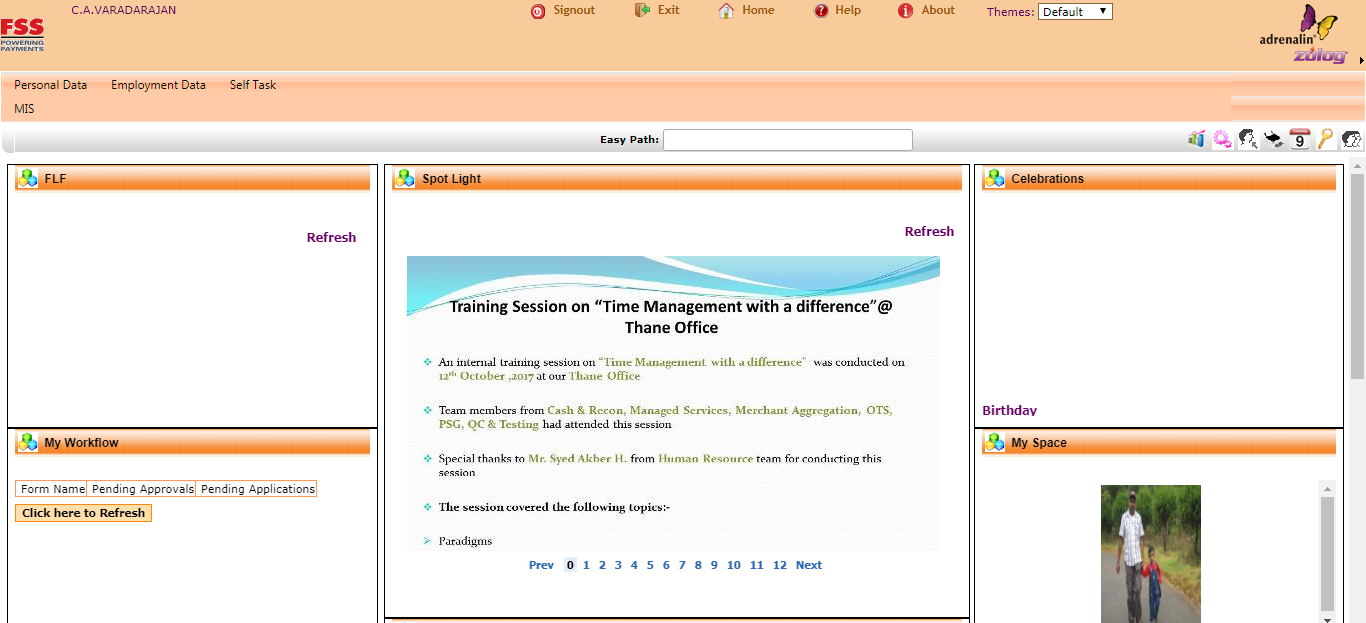 C.A.VARADARAJAN
Signout Exit Home Help About Themes: Default
FSS
POWERING
PAYMENTS
adrenalin
zölog
Personal Data Employment Data Self Task
MIS
Easy Path:
9
FLF
Refresh
Spot Light
Refresh
Training Session on “Time Management with a difference”@
Thane Office
An internal training session on “Time Management with a difference” was conducted on
12th October ,2017 at our Thane Office
Team members from Cash & Recon, Managed Services, Merchant Aggregation, OTS,
PSG, QC & Testing had attended this session
Special thanks to Mr. Syed Akber H. from Human Resource team for conducting this
session
The session covered the following topics:-
Paradigms
Prev 0 1 2 3 4 5 6 7 8 9 10 11 12 Next
Celebrations
Birthday
My Workflow
Form Name Pending Approvals Pending Applications
Click here to Refresh
My Space